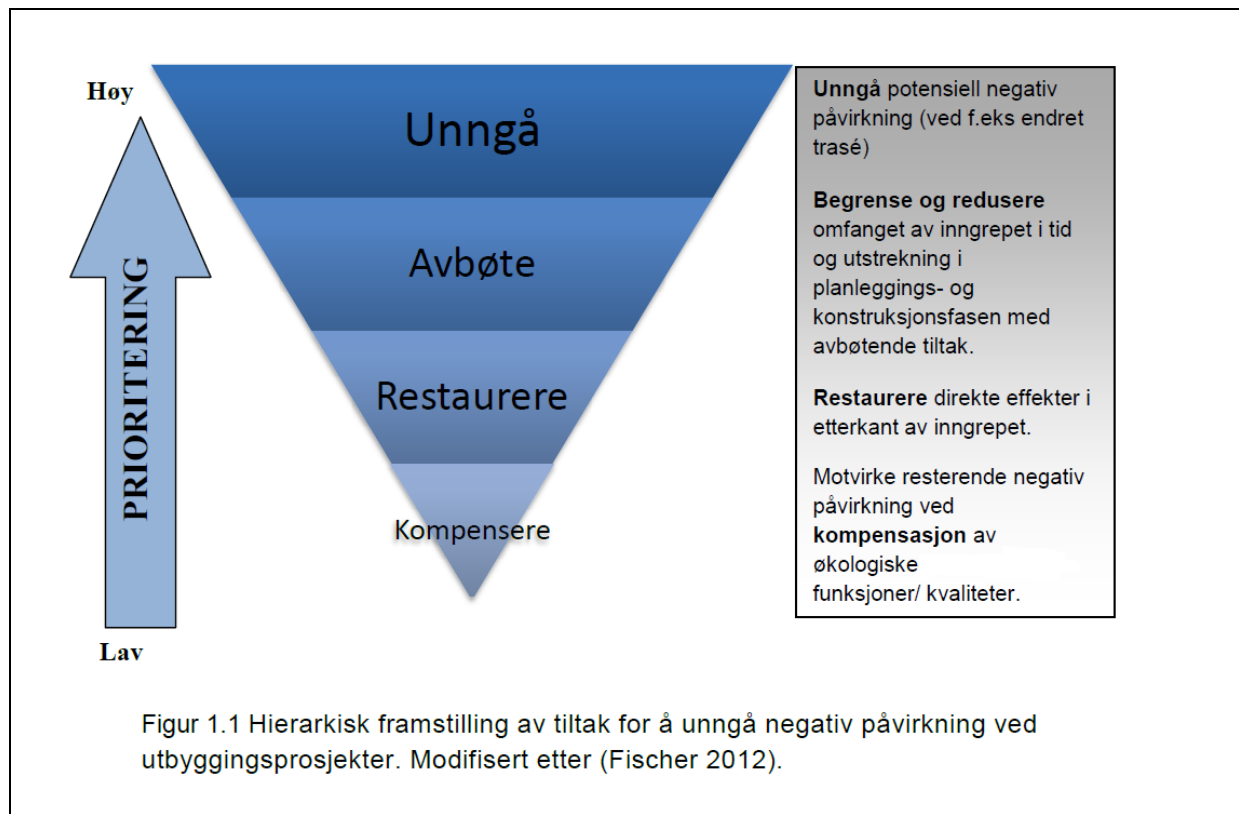 Høy
PRIORITERING
Lav
Unngå
Avbøte
Restaurere
Kompensere
Unngå potensiell negativ
påvirkning (ved f.eks endret
trasé)
Begrense og redusere
omfanget av inngrepet i tid
og utstrekning i
planleggings- og
konstruksjonsfasen med
avbøtende tiltak.
Restaurere direkte effekter i
etterkant av inngrepet.
Motvirke resterende negativ
påvirkning ved
kompensasjon av
økologiske
funksjoner/ kvaliteter.
Figur 1.1 Hierarkisk framstilling av tiltak for å unngå negativ påvirkning ved
utbyggingsprosjekter. Modifisert etter (Fischer 2012).